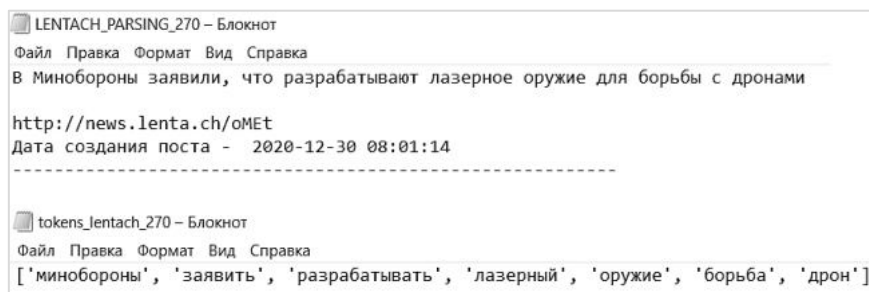 LENTACH_PARSING_270 – Блокнот
Файл Правка Формат Вид Справка
В Минобороны заявили, что разрабатывают лазерное оружие для борьбы с дронами
http://news.lenta.ch/oMEt
Дата создания поста -  2020-12-30 08:01:14
------------------------------------------------------------
tokens_lentach_270 – Блокнот
Файл Правка Формат Вид Справка
['минобороны', 'заявить', 'разрабатывать', 'лазерный', 'оружие', 'борьба', 'дрон']